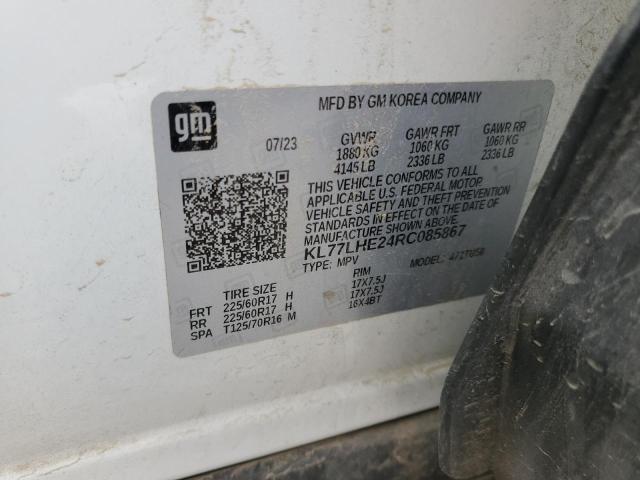 MFD BY GM KOREA COMPANY
gm
07/23 GVWR GAWR FRT GAWR RR
1880 KG 1060 KG 1060 KG
4145 LB 2336 LB 2336 LB
THIS VEHICLE CONFORMS TO ALL
APPLICABLE U.S. FEDERAL MOTOR
VEHICLE SAFETY AND THEFT PREVENTION
STANDARDS IN EFFECT ON THE DATE OF
MANUFACTURE SHOWN ABOVE.
KL77LHE24RC085867
TYPE: MPV MODEL:
TIRE SIZE RIM
FRT 225/60R17 H 17X7.5J
RR 225/60R17 H 17X7.5J
SPA T125/70R16 M 16X4BT